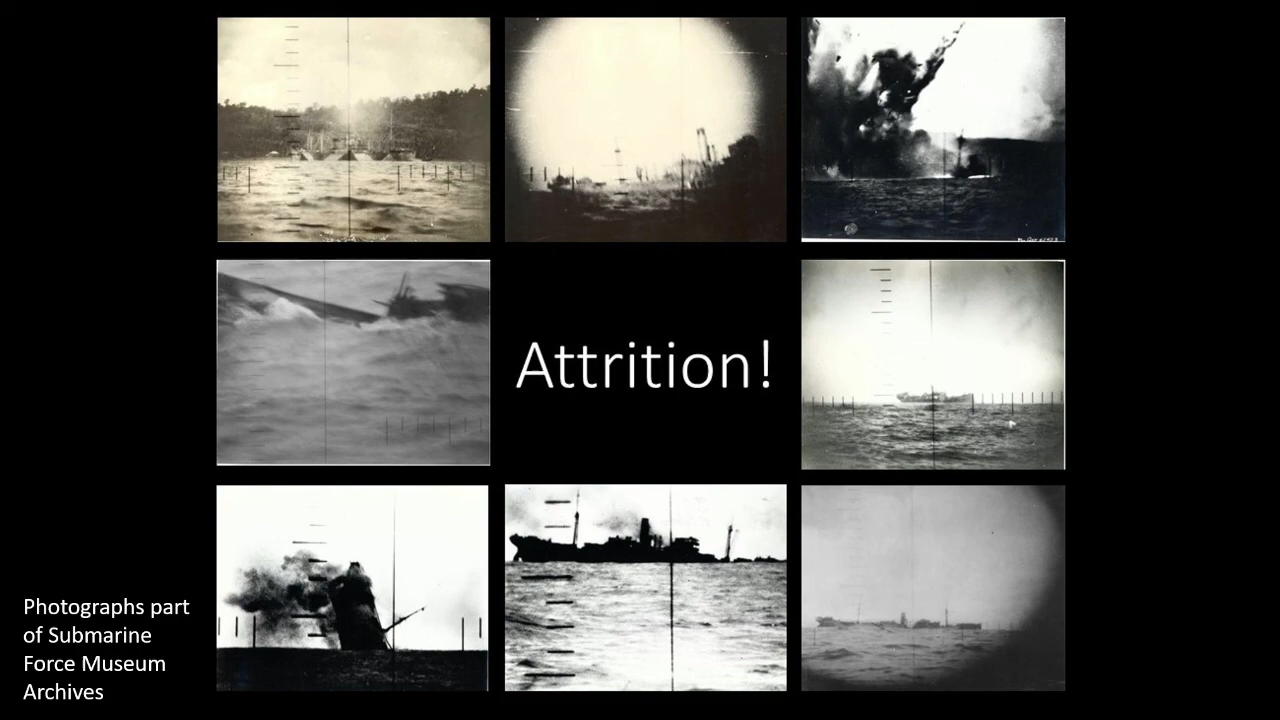 Attrition!
Photographs part
of Submarine
Force Museum
Archives